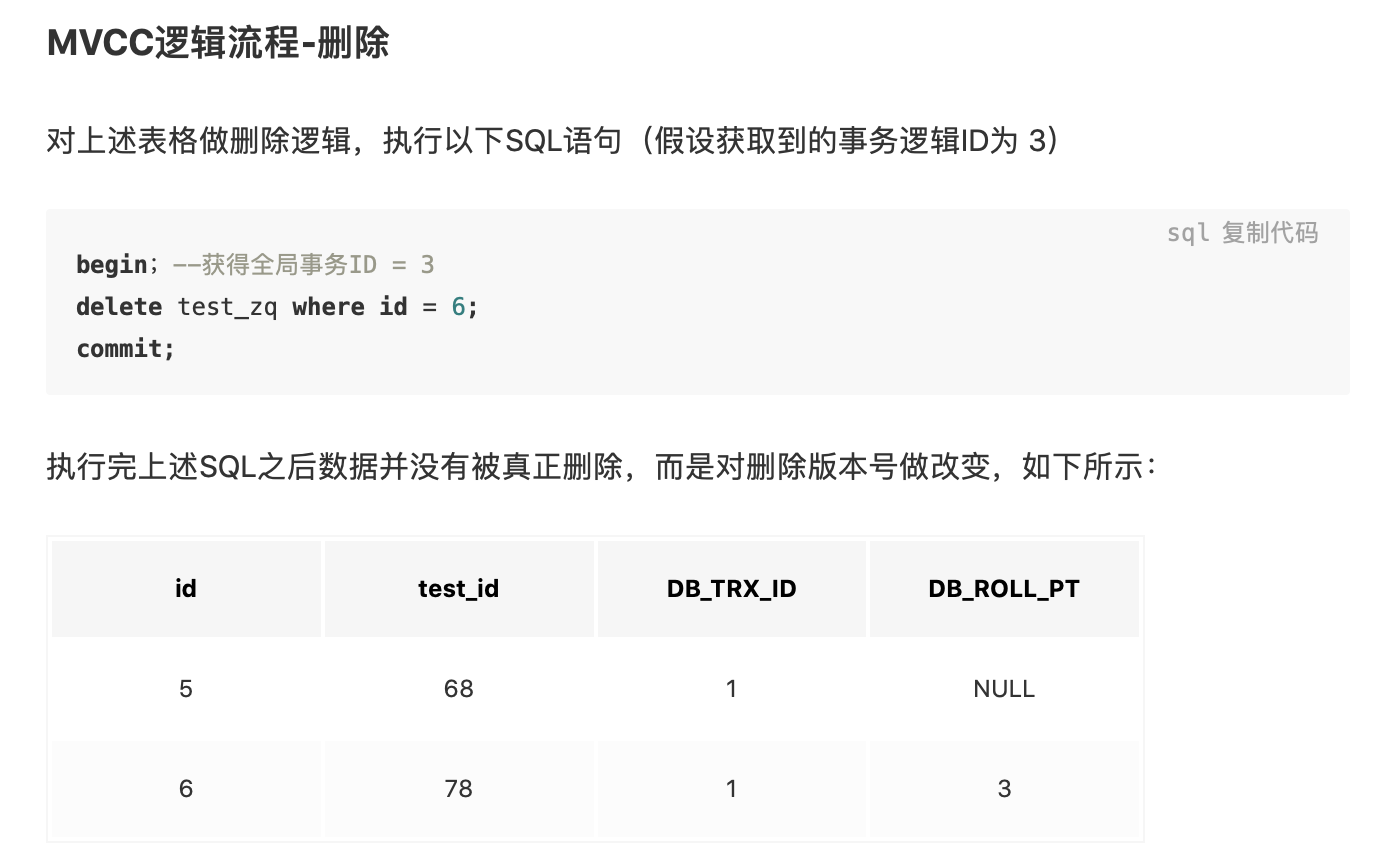 MVCC逻辑流程-删除
对上述表格做删除逻辑，执行以下SQL语句（假设获取到的事务逻辑ID为 3）
sql 复制代码
begin；--获得全局事务ID = 3
delete test_zq where id = 6;
commit;
执行完上述SQL之后数据并没有被真正删除，而是对删除版本号做改变，如下所示：
id test_id DB_TRX_ID DB_ROLL_PT
5 68 1 NULL
6 78 1 3